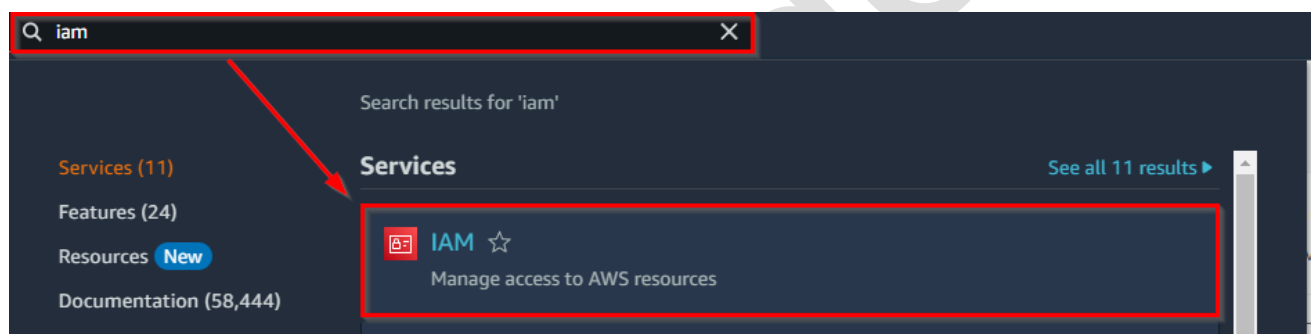 iam
Search results for 'iam'
Services (11)
Features (24)
Resources New
Documentation (58,444)
Services
See all 11 results
IAM
Manage access to AWS resources